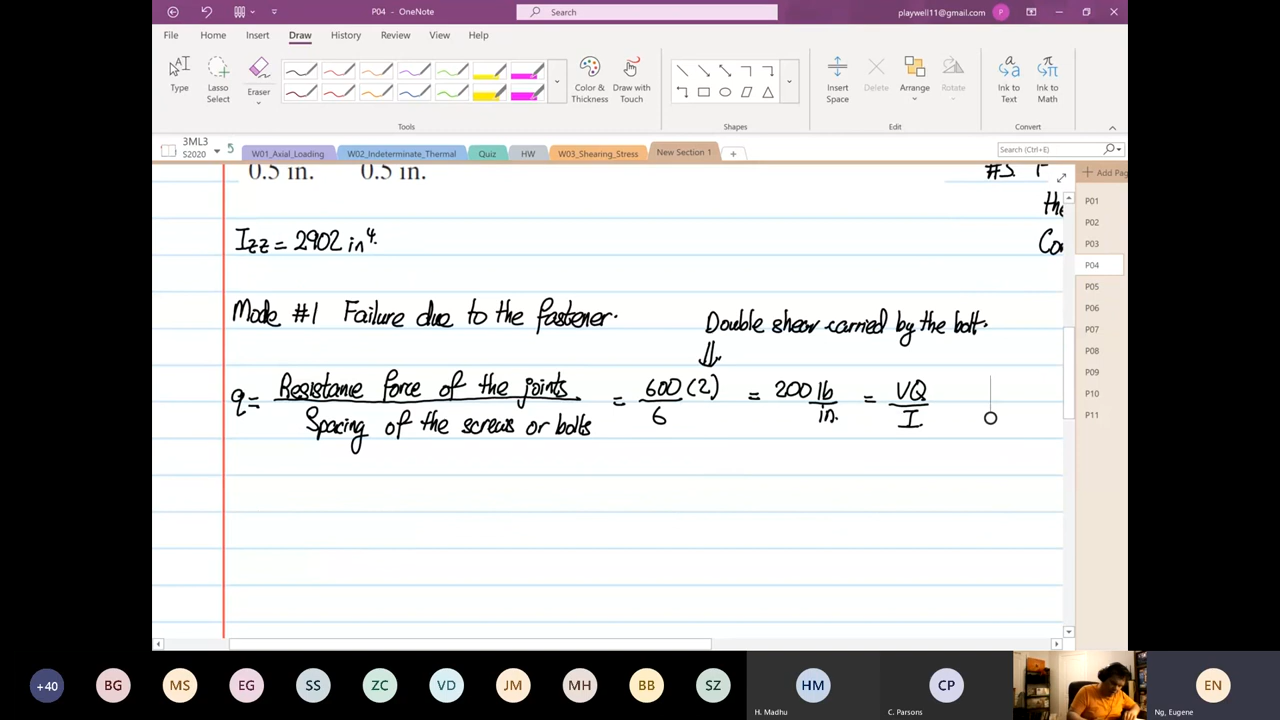 P04 - OneNote
Search
playwell11@gmail.com
P
File Home Insert Draw History Review View Help
Type
Lasso Select
Eraser
Color & Thickness
Draw with Touch
Insert Space
Delete
Arrange
Rotate
Ink to Text
Ink to Math
Tools
Shapes
Edit
Convert
3ML3 S2020
W01_Axial_Loading
W02_Indeterminate_Thermal
Quiz
HW
W03_Shearing_Stress
New Section 1
Search (Ctrl+E)
Add Pag
0.5 in. 0.5 in.
the
Co
Izz = 2902 in⁴.
Mode #1 Failure due to the fastener.
Double shear carried by the bolt.
q = Resistance force of the joints / Spacing of the screws or bolts = 600 (2) / 6 = 200 lb / in. = VQ / I
P01
P02
P03
P04
P05
P06
P07
P08
P09
P10
P11
+40 BG MS EG SS ZC VD JM MH BB SZ HM CP EN
H. Madhu
C. Parsons
Ng, Eugene